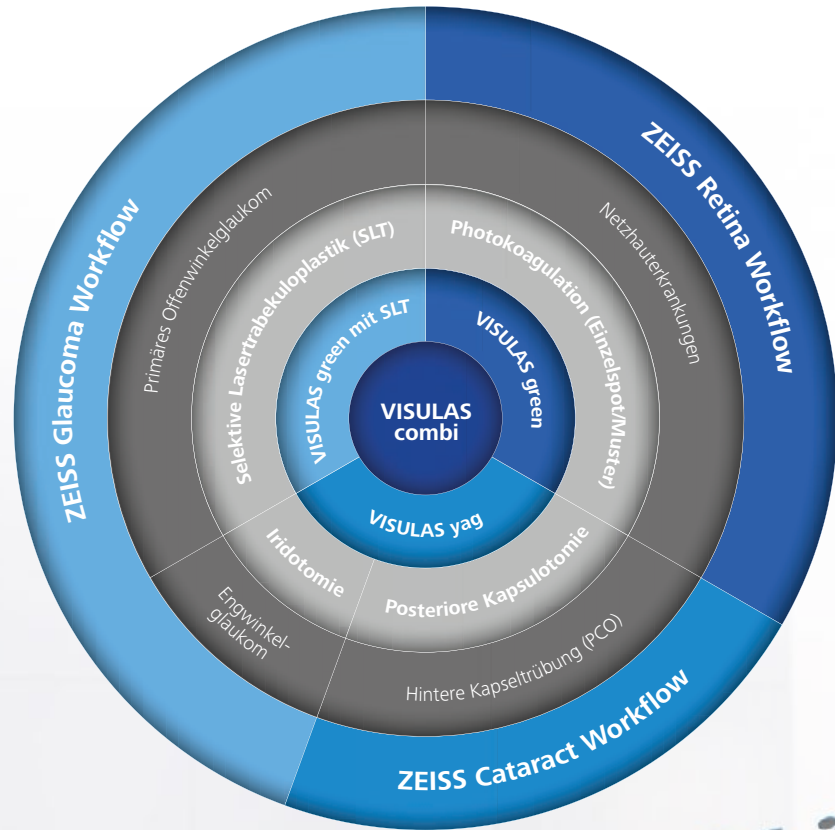 ZEISS Glaucoma Workflow
ZEISS Retina Workflow
ZEISS Cataract Workflow
Primäres Offenwinkelglaukom
Netzhauterkrankungen
Engwinkel-
glaukom
Hintere Kapseltrübung (PCO)
Selektive Lasertrabekuloplastik (SLT)
Photokoagulation (Einzelspot/Muster)
Iridotomie
Posteriore Kapsulotomie
VISULAS green mit SLT
VISULAS green
VISULAS yag
VISULAS
combi